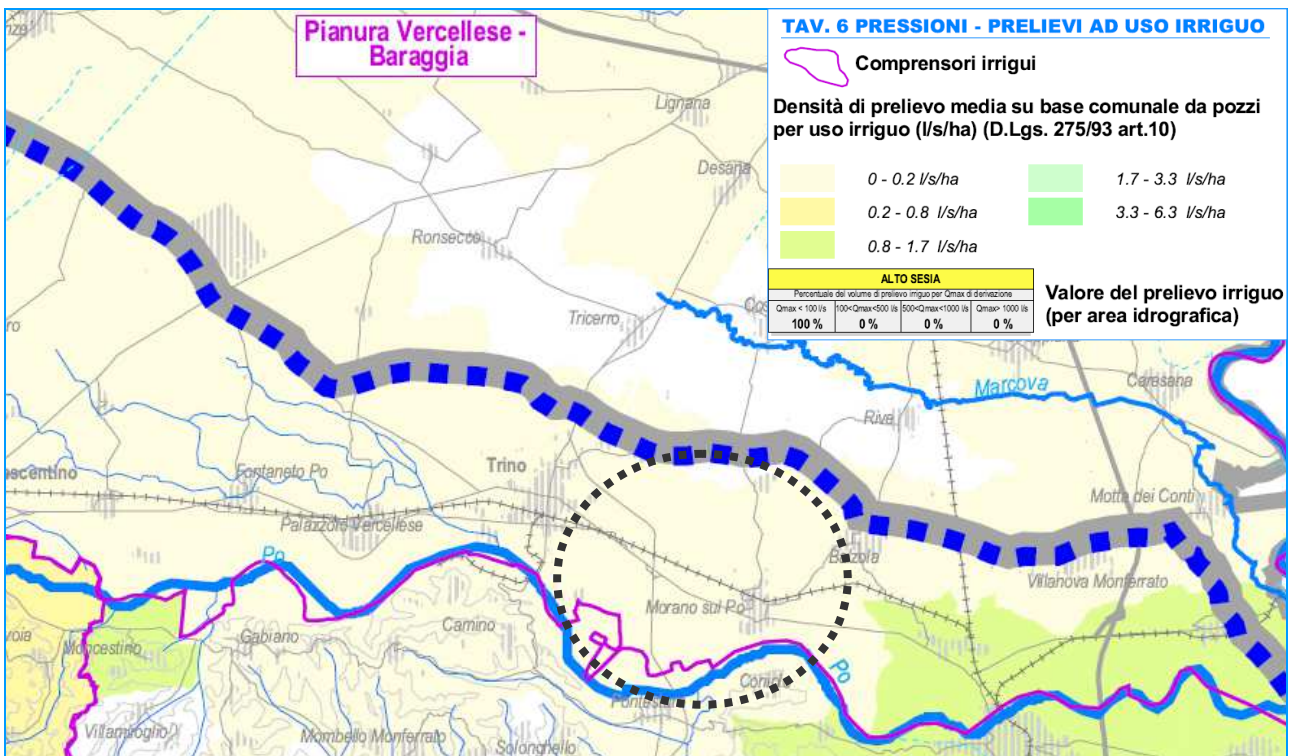 Pianura Vercellese -
Baraggia
TAV. 6 PRESSIONI - PRELIEVI AD USO IRRIGUO
Comprensori irrigui
Densità di prelievo media su base comunale da pozzi
per uso irriguo (l/s/ha) (D.Lgs. 275/93 art.10)
0 - 0.2 l/s/ha
1.7 - 3.3 l/s/ha
0.2 - 0.8 l/s/ha
3.3 - 6.3 l/s/ha
0.8 - 1.7 l/s/ha
ALTO SESIA
Percentuale del volume di prelievo irriguo per Qmax di derivazione
Qmax < 100 l/s
100<Qmax<500 l/s
500<Qmax<1000 l/s
Qmax> 1000 l/s
100 %
0 %
0 %
0 %
Valore del prelievo irriguo
(per area idrografica)
Lignana
Desana
Ronsecco
Tricerro
Marcova
Caresana
Riva
Trino
Fontaneto Po
Palazzolo Vercellese
Motta dei Conti
Balzola
Villanova Monferrato
Po
Morano sul Po
Camino
Gabiano
Moncestino
Coniolo
Po
Villamiroglio
Mombello Monferrato
Solonghello